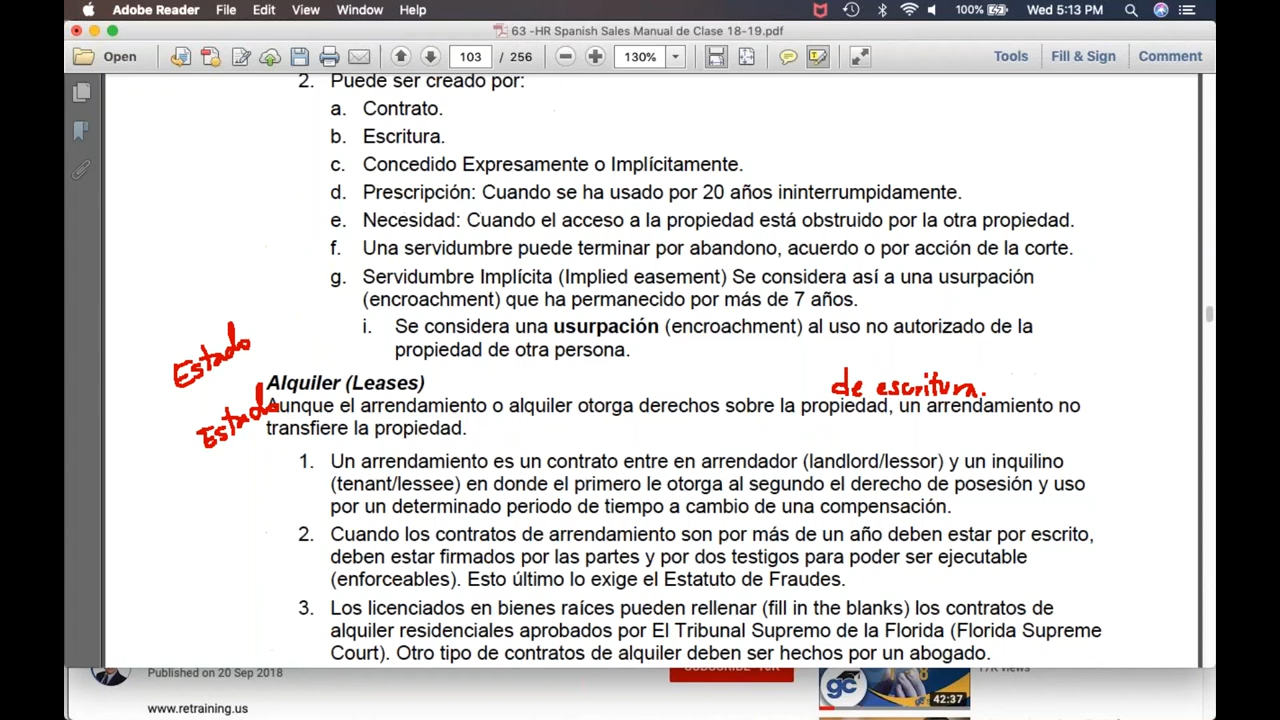 Adobe Reader File Edit View Window Help 100% Wed 5:13 PM
63 -HR Spanish Sales Manual de Clase 18-19.pdf
Open 103 / 256 130% Tools Fill & Sign Comment
2. Puede ser creado por:
a. Contrato.
b. Escritura.
c. Concedido Expresamente o Implícitamente.
d. Prescripción: Cuando se ha usado por 20 años ininterrumpidamente.
e. Necesidad: Cuando el acceso a la propiedad está obstruido por la otra propiedad.
f. Una servidumbre puede terminar por abandono, acuerdo o por acción de la corte.
g. Servidumbre Implícita (Implied easement) Se considera así a una usurpación
(encroachment) que ha permanecido por más de 7 años.
i. Se considera una usurpación (encroachment) al uso no autorizado de la
propiedad de otra persona.
Estado
Alquiler (Leases)
de escritura.
Estado
Aunque el arrendamiento o alquiler otorga derechos sobre la propiedad, un arrendamiento no
transfiere la propiedad.
1. Un arrendamiento es un contrato entre en arrendador (landlord/lessor) y un inquilino
(tenant/lessee) en donde el primero le otorga al segundo el derecho de posesión y uso
por un determinado periodo de tiempo a cambio de una compensación.
2. Cuando los contratos de arrendamiento son por más de un año deben estar por escrito,
deben estar firmados por las partes y por dos testigos para poder ser ejecutable
(enforceables). Esto último lo exige el Estatuto de Fraudes.
3. Los licenciados en bienes raíces pueden rellenar (fill in the blanks) los contratos de
alquiler residenciales aprobados por El Tribunal Supremo de la Florida (Florida Supreme
Court). Otro tipo de contratos de alquiler deben ser hechos por un abogado.
Published on 20 Sep 2018
www.retraining.us
gc
42:37